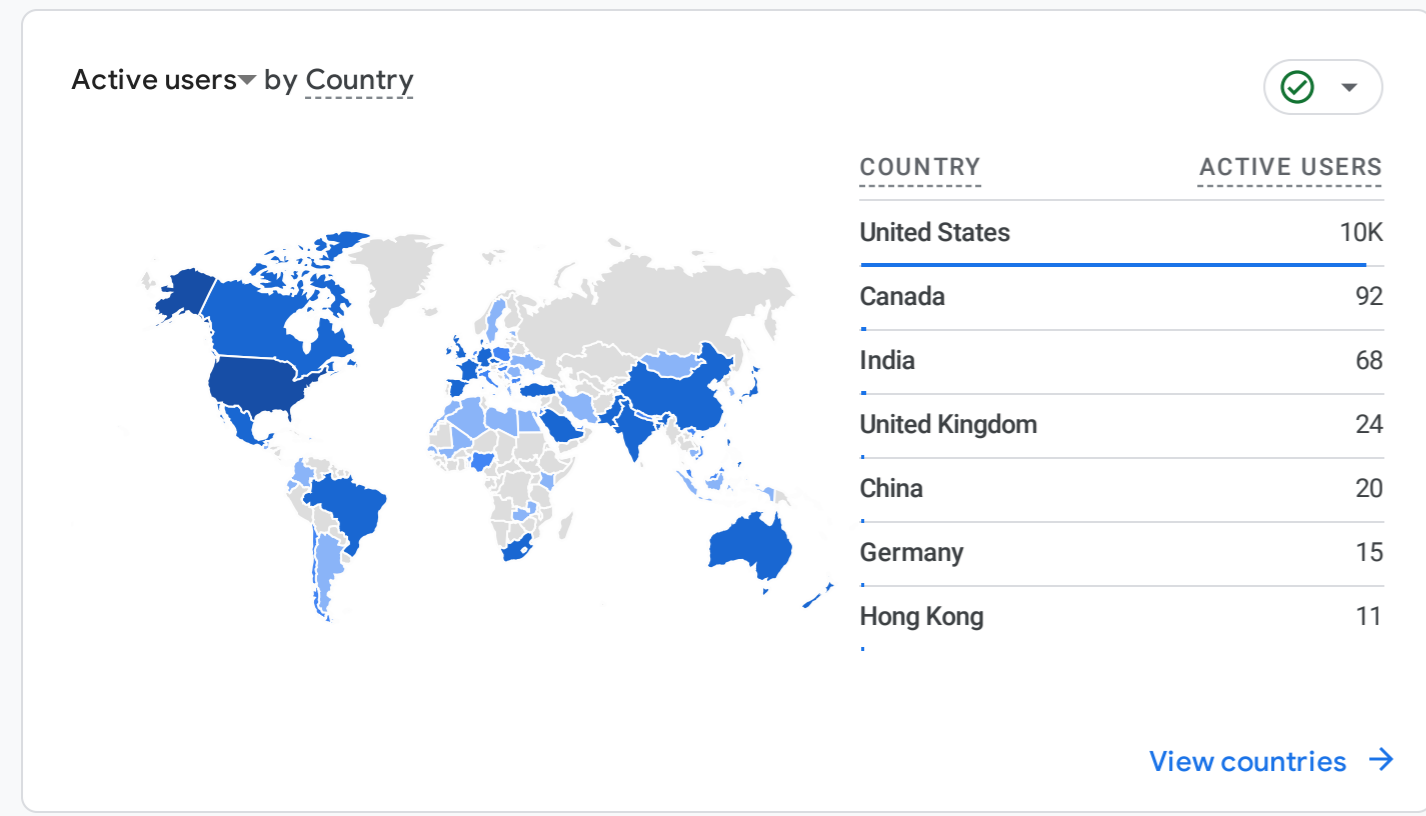 Active users by Country
COUNTRY ACTIVE USERS
United States 10K
Canada 92
India 68
United Kingdom 24
China 20
Germany 15
Hong Kong 11
View countries